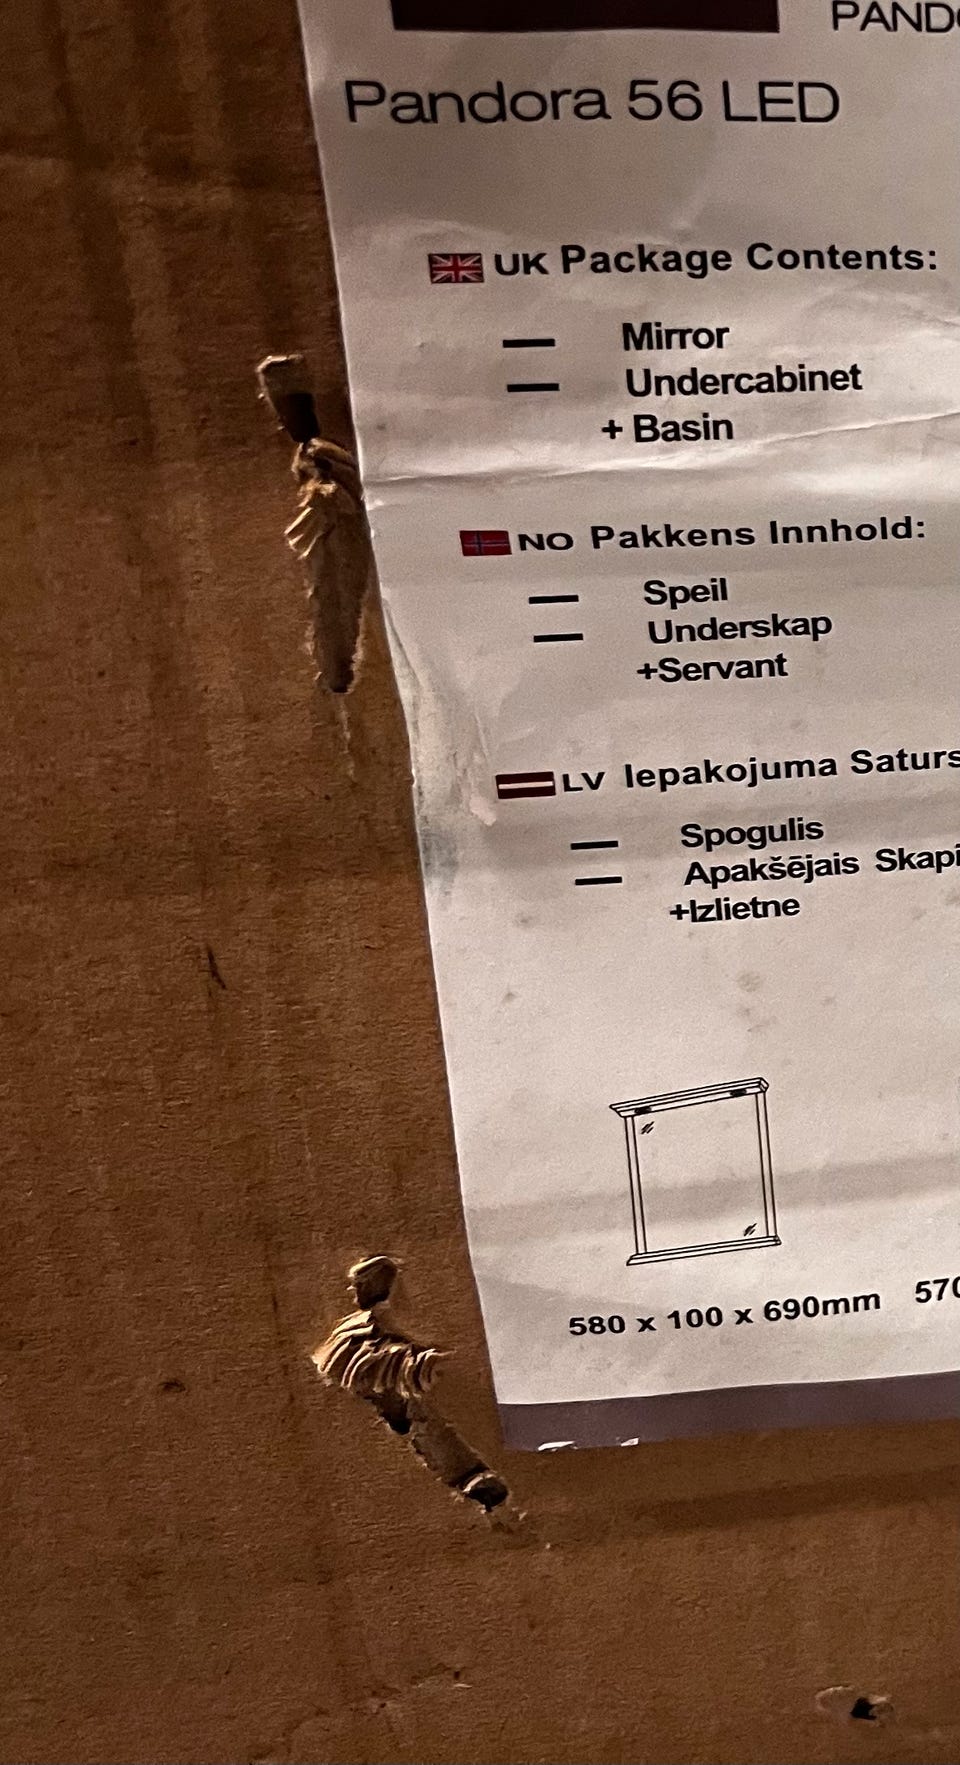 Pandora 56 LED
UK Package Contents:
— Mirror
— Undercabinet
+ Basin
NO Pakkens Innhold:
— Speil
— Underskap
+Servant
LV Iepakojuma Saturs
— Spogulis
— Apakšējais Skapi
+Izlietne
580 x 100 x 690mm